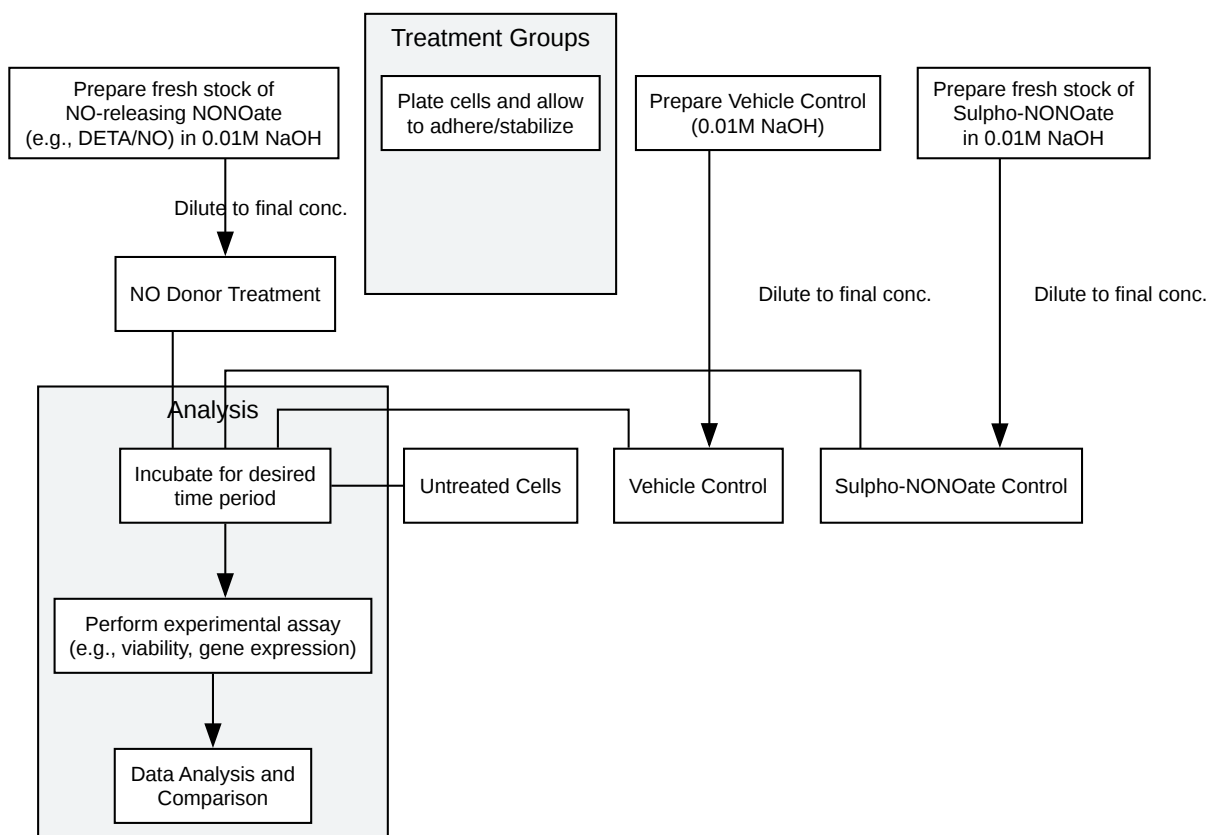 Treatment Groups
Prepare fresh stock of
NO-releasing NONOate
(e.g., DETA/NO) in 0.01M NaOH
Plate cells and allow
to adhere/stabilize
Prepare Vehicle Control
(0.01M NaOH)
Prepare fresh stock of
Sulpho-NONOate
in 0.01M NaOH
Dilute to final conc.
NO Donor Treatment
Dilute to final conc.
Dilute to final conc.
Analysis
Incubate for desired
time period
Untreated Cells
Vehicle Control
Sulpho-NONOate Control
Perform experimental assay
(e.g., viability, gene expression)
Data Analysis and
Comparison